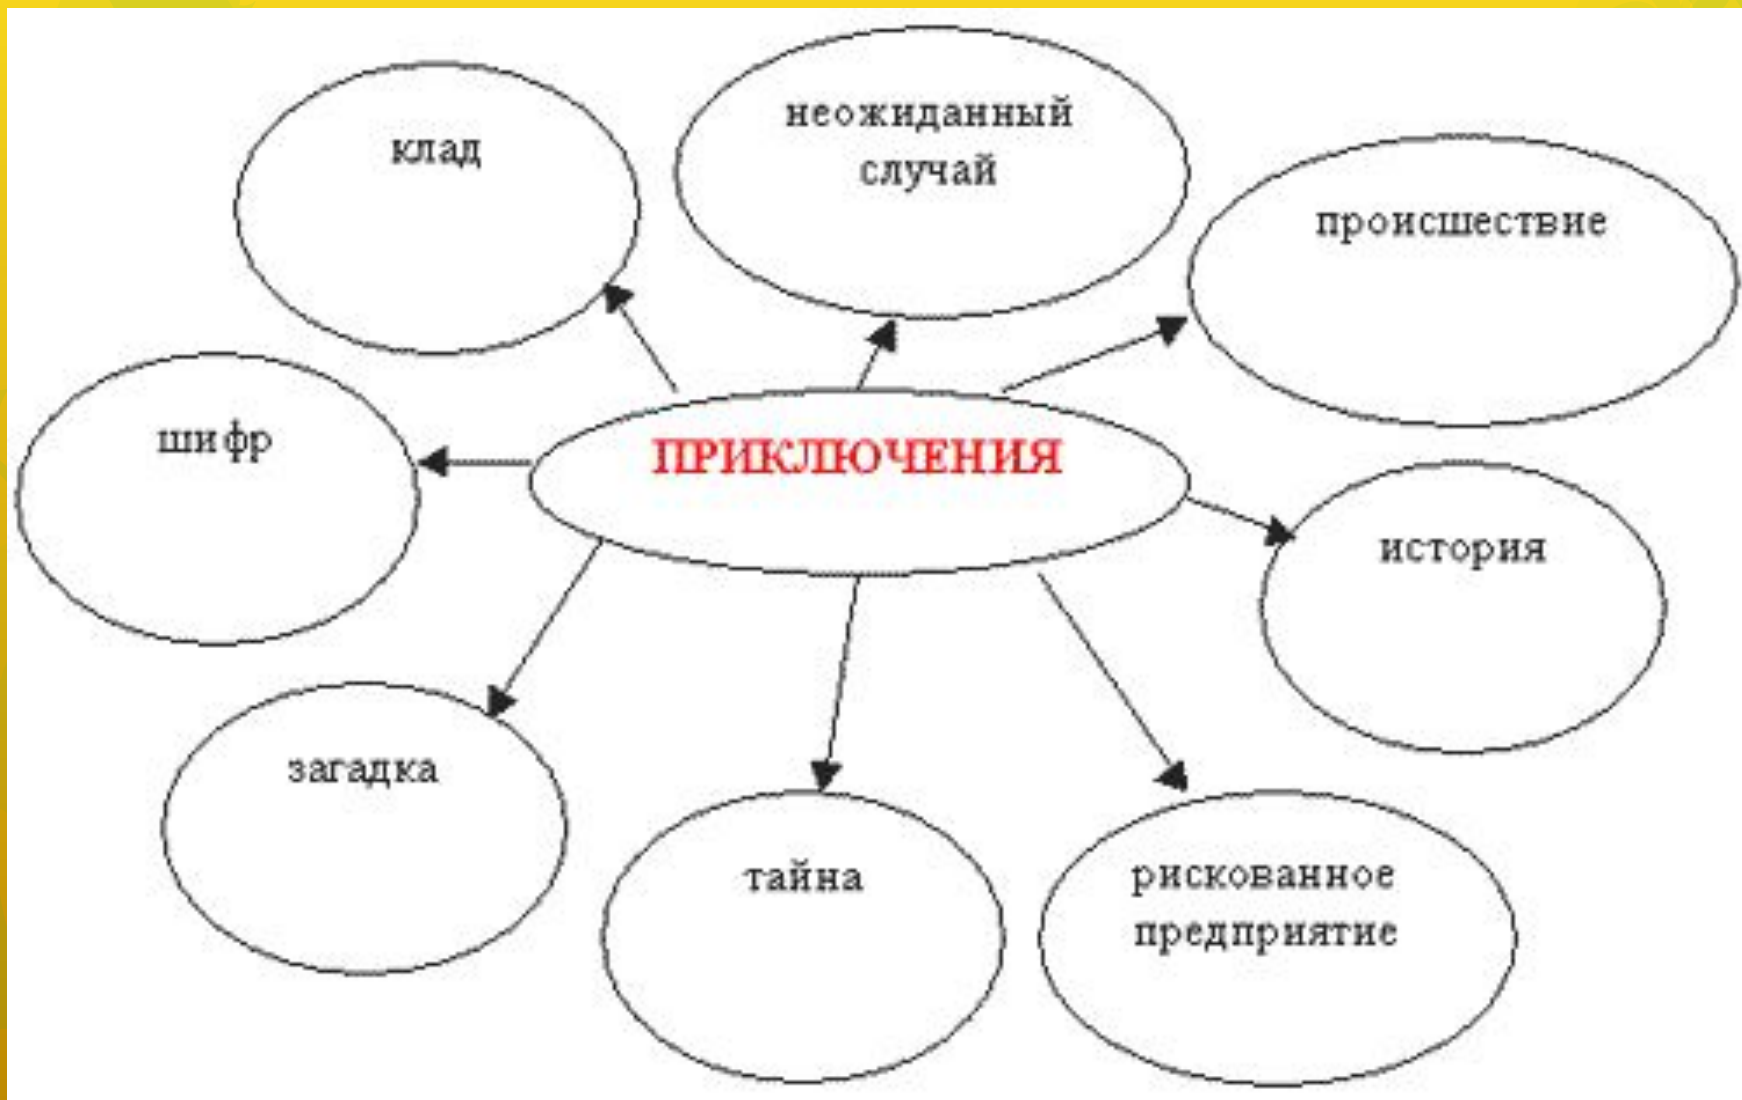 неожиданный
случай
клад
происшествие
шифр
ПРИКЛЮЧЕНИЯ
история
загадка
тайна
рискованное
предприятие